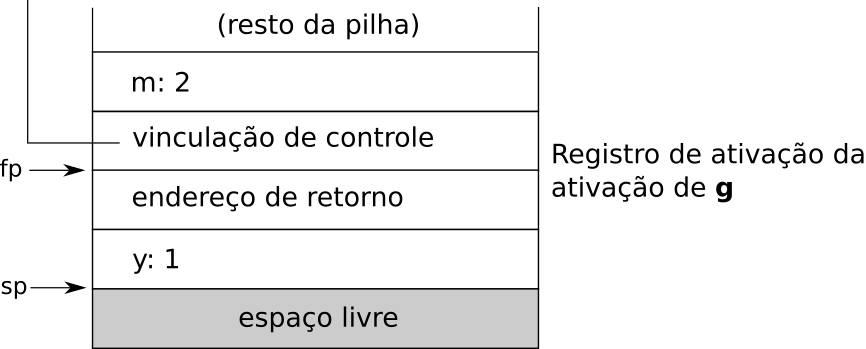 (resto da pilha)
m: 2
vinculação de controle
fp
Registro de ativação da
ativação de g
endereço de retorno
y: 1
sp
espaço livre